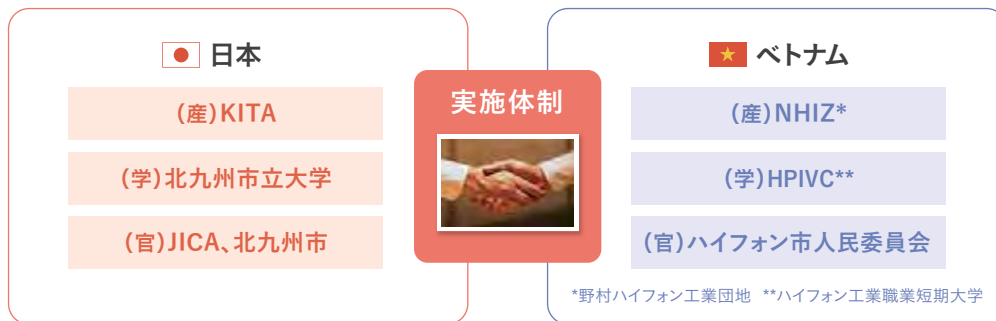 日本
(産)KITA
(学)北九州市立大学
(官)JICA、北九州市
実施体制
ベトナム
(産)NHIZ*
(学)HPIVC**
(官)ハイフォン市人民委員会
*野村ハイフォン工業団地 **ハイフォン工業職業短期大学